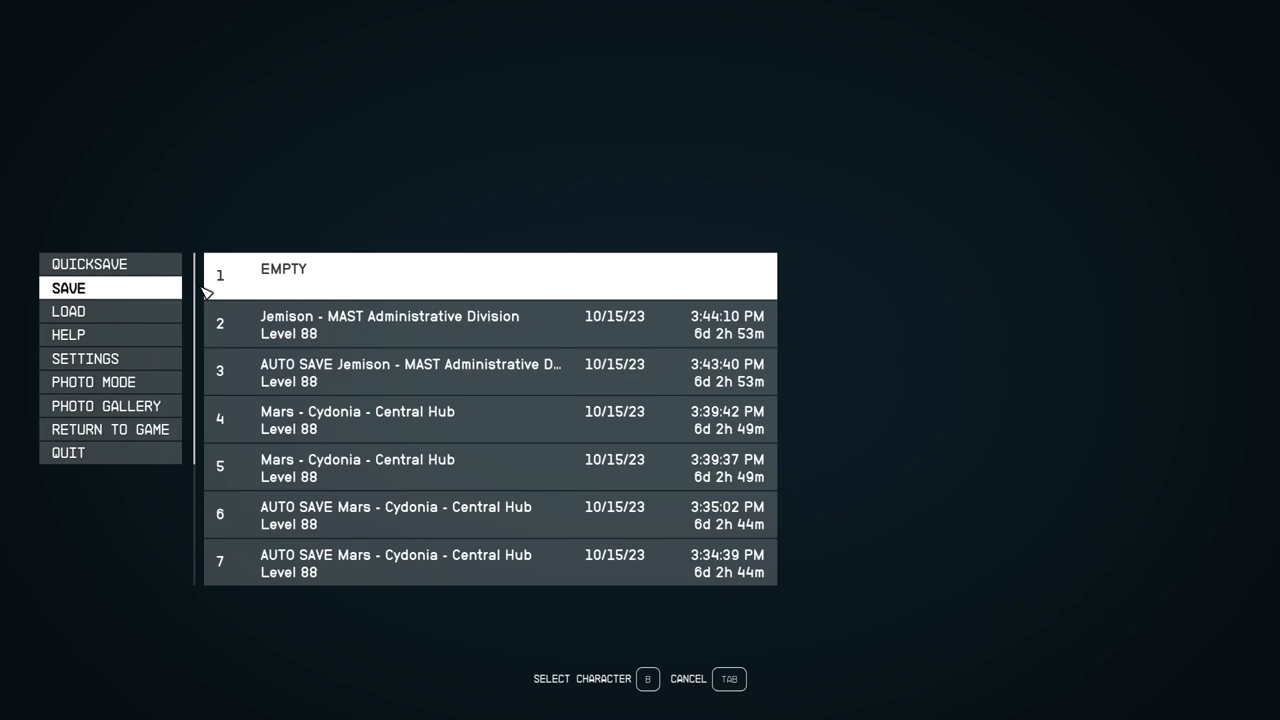 QUICKSAVE
SAVE
LOAD
HELP
SETTINGS
PHOTO MODE
PHOTO GALLERY
RETURN TO GAME
QUIT
1 EMPTY
2 Jemison - MAST Administrative Division 10/15/23 3:44:10 PM
Level 88 6d 2h 53m
3 AUTO SAVE Jemison - MAST Administrative D... 10/15/23 3:43:40 PM
Level 88 6d 2h 53m
4 Mars - Cydonia - Central Hub 10/15/23 3:39:42 PM
Level 88 6d 2h 49m
5 Mars - Cydonia - Central Hub 10/15/23 3:39:37 PM
Level 88 6d 2h 49m
6 AUTO SAVE Mars - Cydonia - Central Hub 10/15/23 3:35:02 PM
Level 88 6d 2h 44m
7 AUTO SAVE Mars - Cydonia - Central Hub 10/15/23 3:34:39 PM
Level 88 6d 2h 44m
SELECT CHARACTER B CANCEL TAB